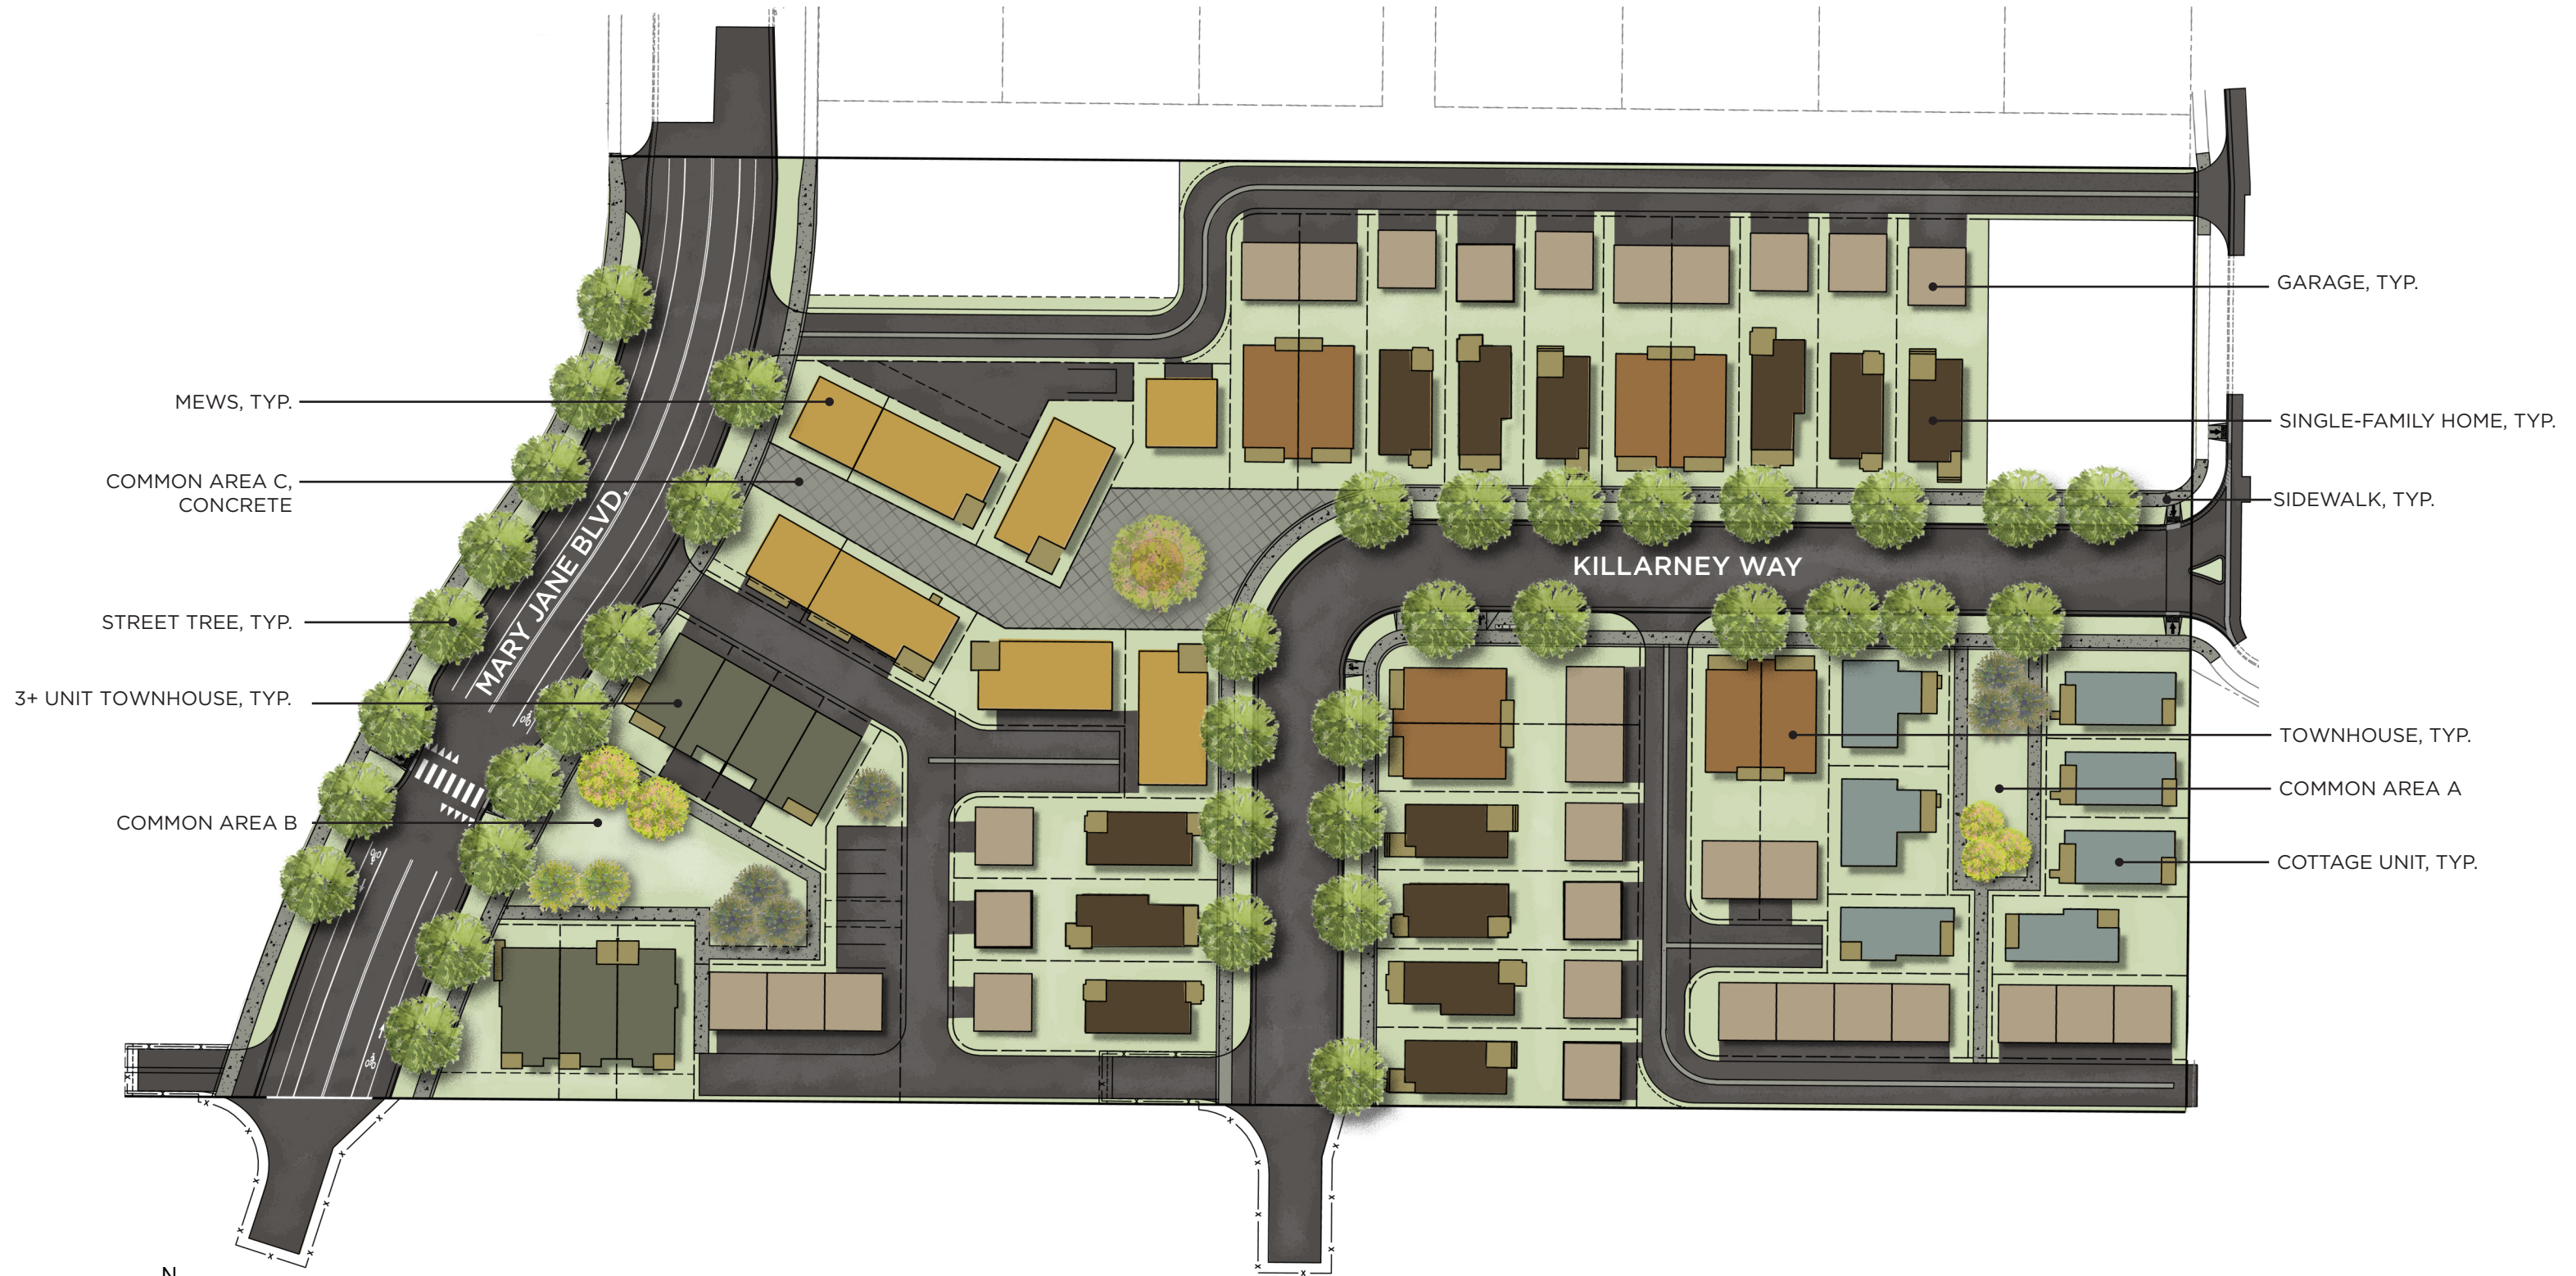 GARAGE, TYP.
MEWS, TYP.
SINGLE-FAMILY HOME, TYP.
COMMON AREA C,
CONCRETE
SIDEWALK, TYP.
MARY JANE BLVD.
KILLARNEY WAY
STREET TREE, TYP.
3+ UNIT TOWNHOUSE, TYP.
TOWNHOUSE, TYP.
COMMON AREA A
COMMON AREA B
COTTAGE UNIT, TYP.
N